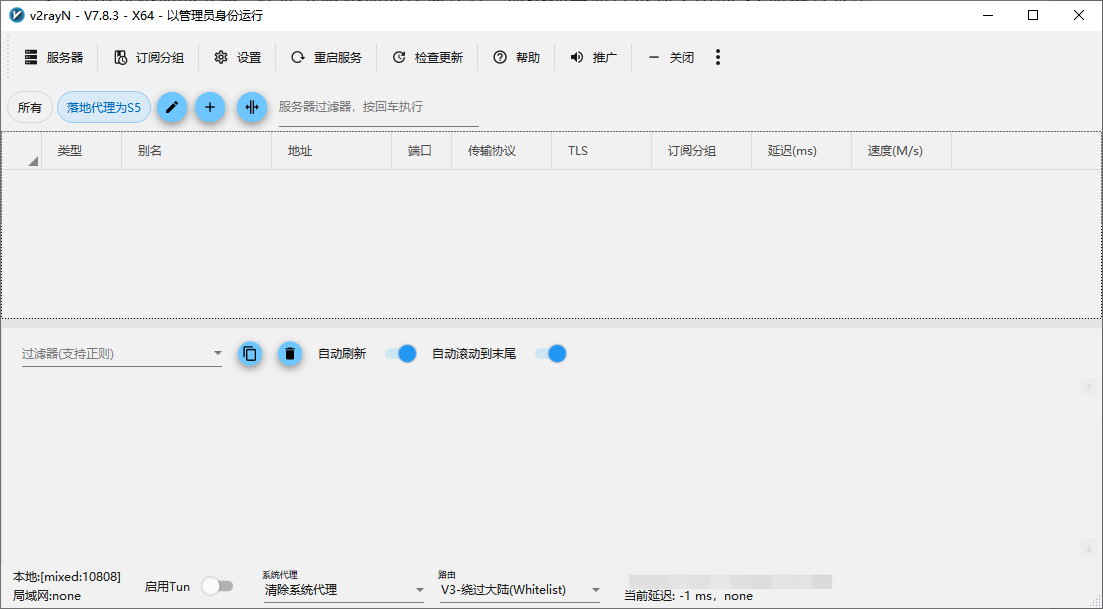 v2rayN - V7.8.3 - X64 - 以管理员身份运行
服务器 订阅分组 设置 重启服务 检查更新 帮助 推广 关闭
所有 落地代理为S5 服务器过滤器，按回车执行
类型 别名 地址 端口 传输协议 TLS 订阅分组 延迟(ms) 速度(M/s)
过滤器(支持正则) 自动刷新 自动滚动到末尾
本地:[mixed:10808]
局域网:none
启用Tun
系统代理
清除系统代理
路由
V3-绕过大陆(Whitelist)
当前延迟: -1 ms，none